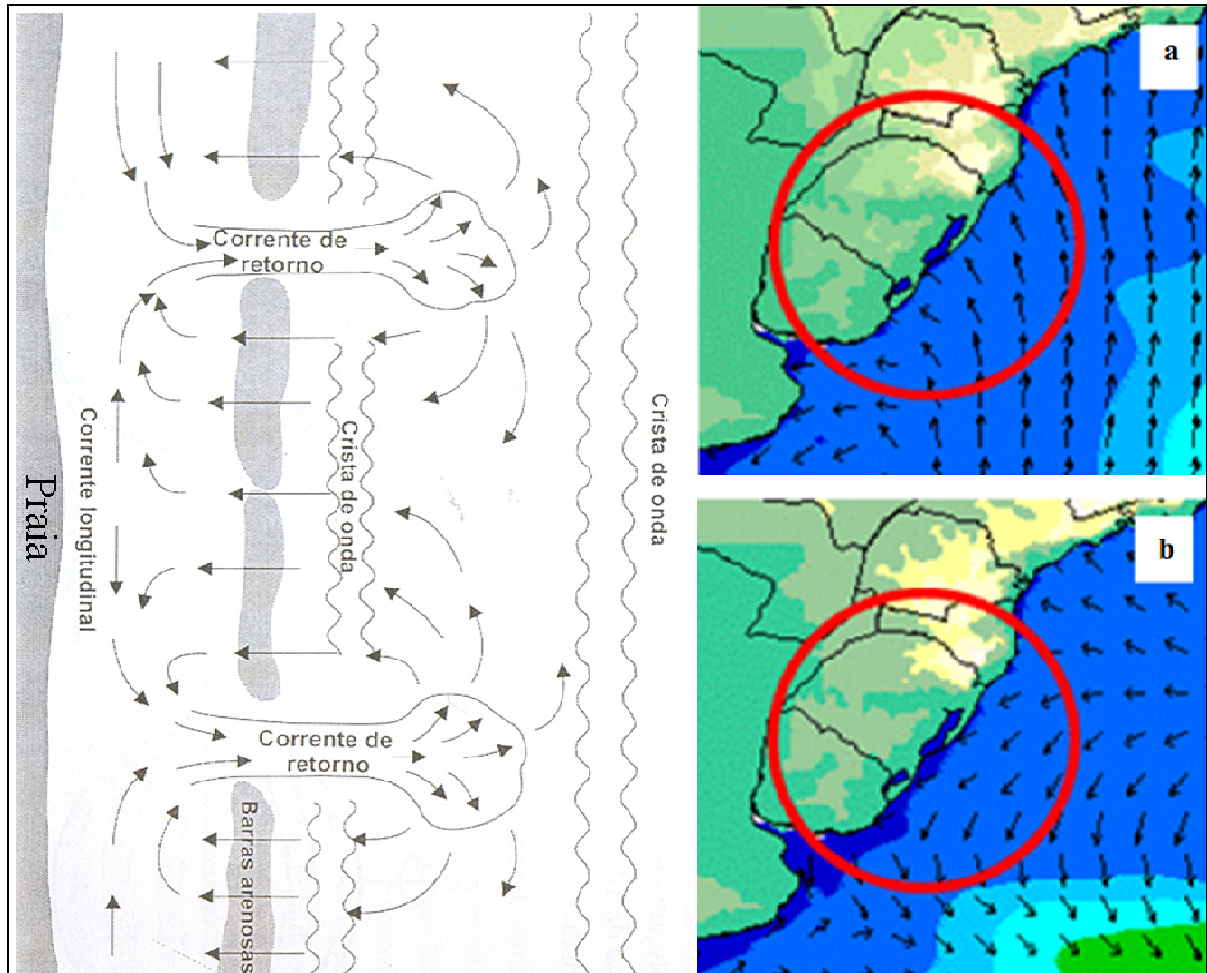 Corrente de
retorno
Crista de onda
Crista de onda
Corrente longitudinal
Praia
Corrente de
retorno
Barras arenosas
a
b